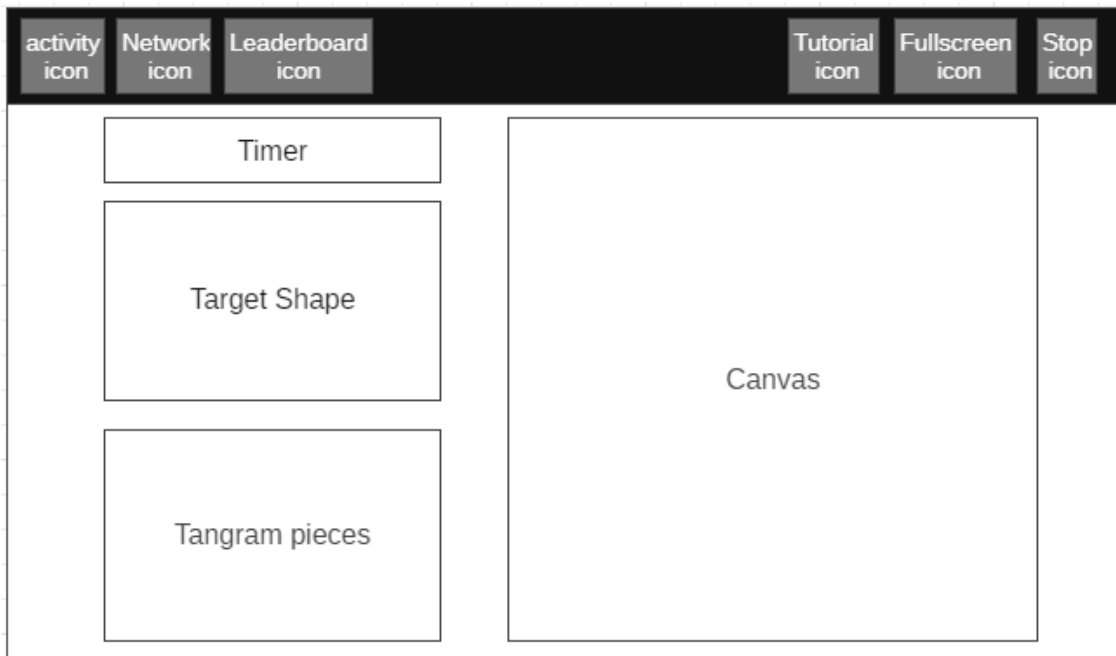 activity
icon
Network
icon
Leaderboard
icon
Tutorial
icon
Fullscreen
icon
Stop
icon
Timer
Target Shape
Tangram pieces
Canvas